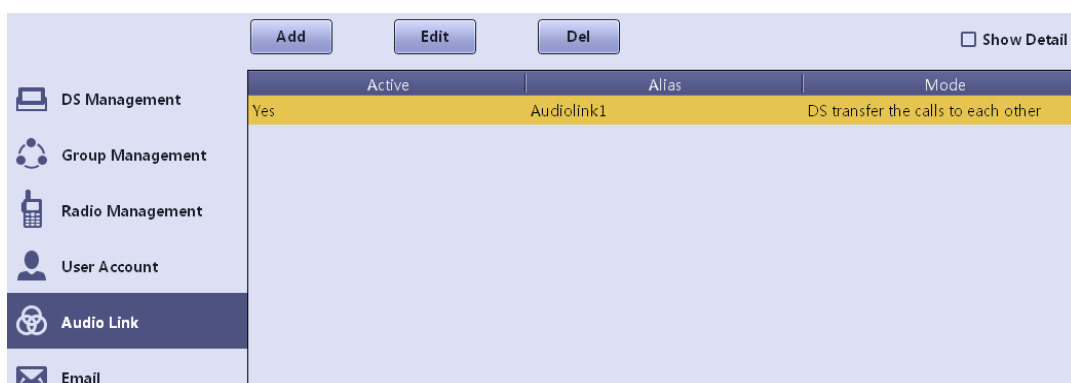 Add Edit Del Show Detail
Active Alias Mode
Yes Audiolink1 DS transfer the calls to each other
DS Management
Group Management
Radio Management
User Account
Audio Link
Email